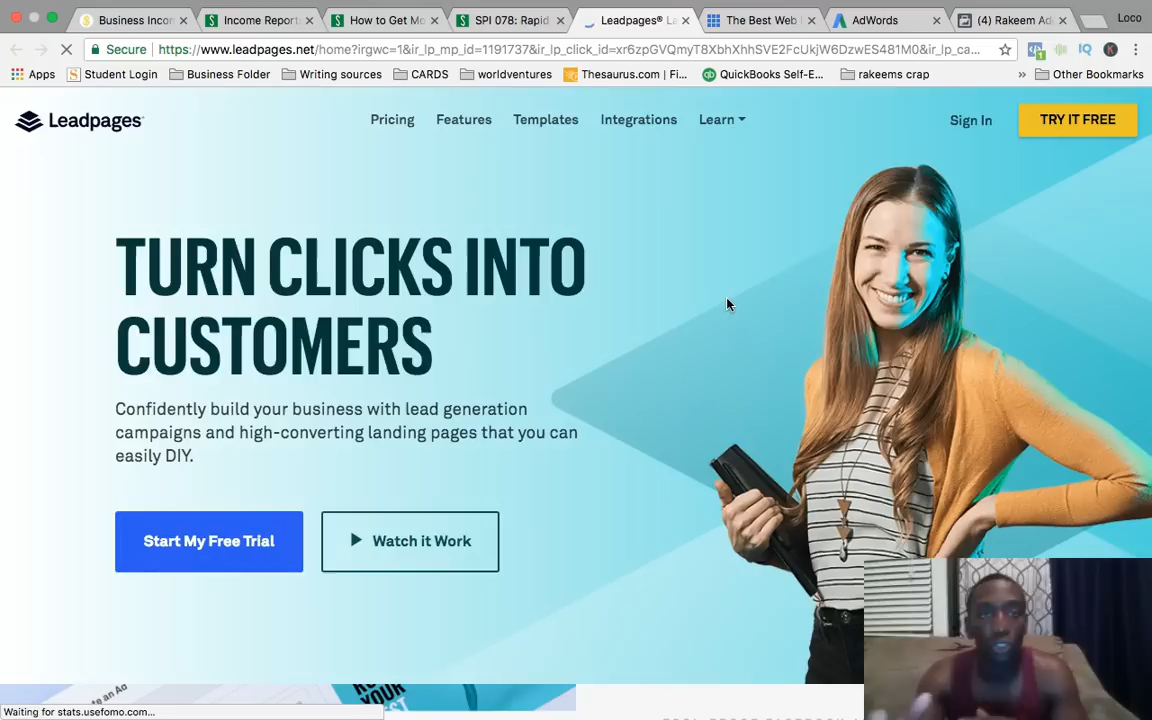 Business Incon
Income Report
How to Get Mo
SPI 078: Rapid
Leadpages® La
The Best Web
AdWords
(4) Rakeem Ad
Loco
Secure
https://www.leadpages.net/home?irgwc=1&ir_lp_mp_id=1191737&ir_lp_click_id=xr6zpGVQmyT8XbhXhhSVE2FcUkjW6DzwES481M0&ir_lp_ca...
Apps
Student Login
Business Folder
Writing sources
CARDS
worldventures
Thesaurus.com | Fi...
QuickBooks Self-E...
rakeems crap
»
Other Bookmarks
Leadpages
Pricing
Features
Templates
Integrations
Learn
Sign In
TRY IT FREE
TURN CLICKS INTO
CUSTOMERS
Confidently build your business with lead generation
campaigns and high-converting landing pages that you can
easily DIY.
Start My Free Trial
Watch it Work
Waiting for stats.usefomo.com...